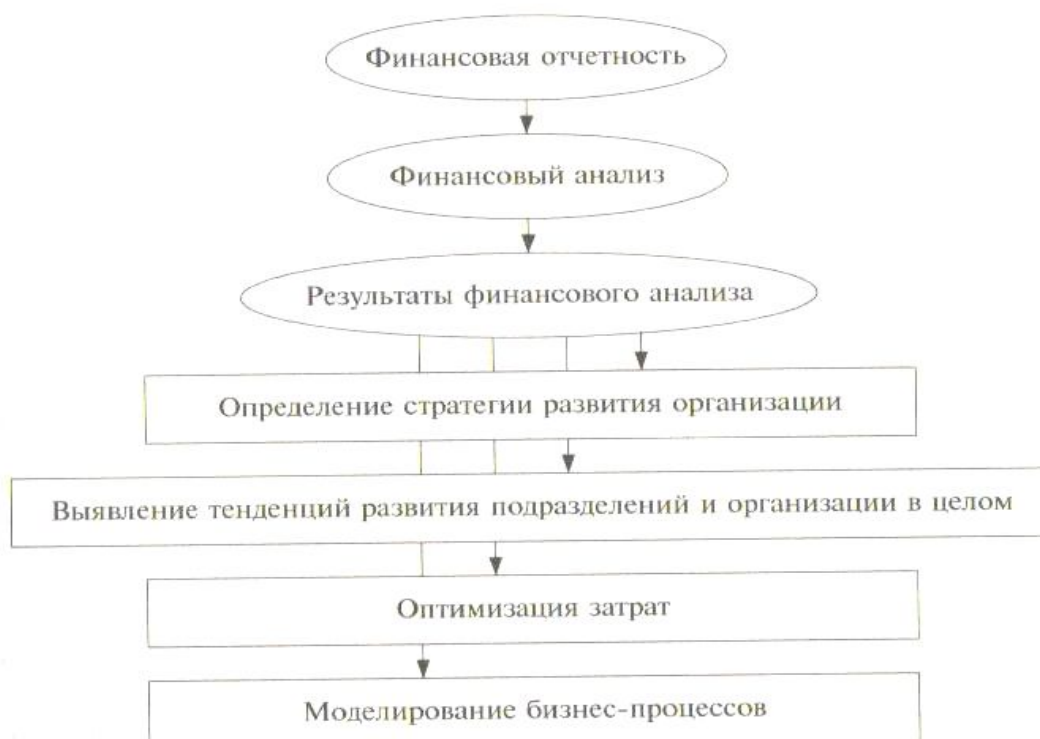 Финансовая отчетность
Финансовый анализ
Результаты финансового анализа
Определение стратегии развития организации
Выявление тенденций развития подразделений и организации в целом
Оптимизация затрат
Моделирование бизнес-процессов